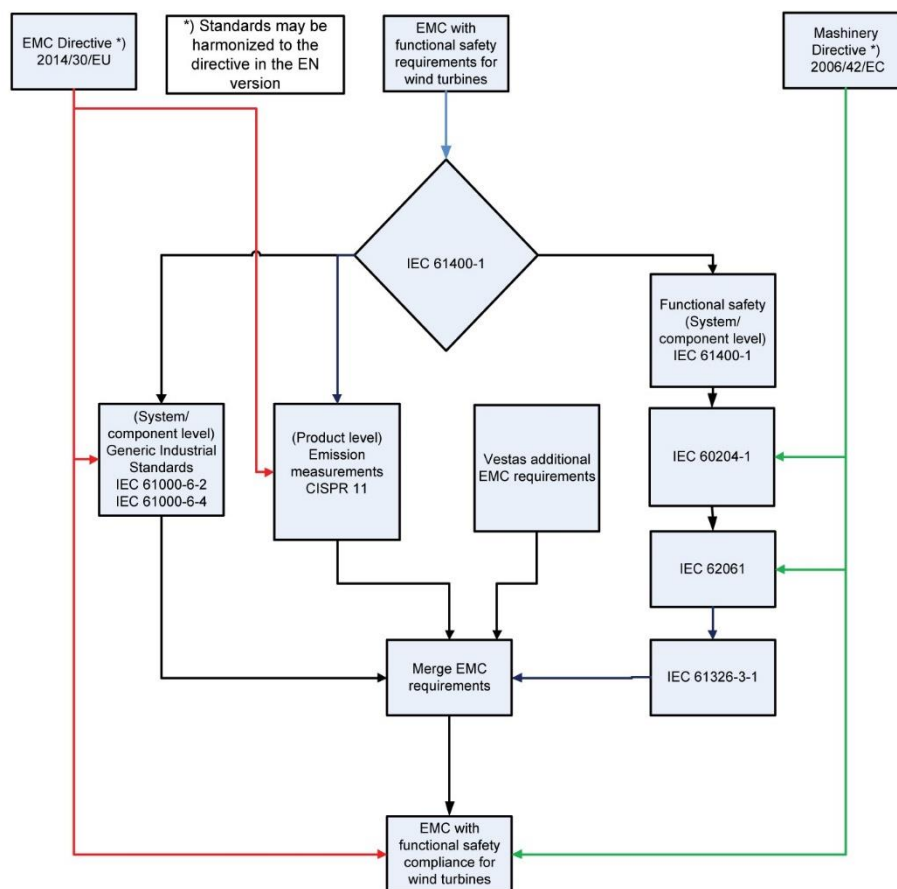 EMC Directive *)
2014/30/EU
*) Standards may be
harmonized to the
directive in the EN
version
EMC with
functional safety
requirements for
wind turbines
Mashinery
Directive *)
2006/42/EC
IEC 61400-1
Functional safety
(System/
component level)
IEC 61400-1
(System/
component level)
Generic Industrial
Standards
IEC 61000-6-2
IEC 61000-6-4
(Product level)
Emission
measurements
CISPR 11
Vestas additional
EMC requirements
IEC 60204-1
IEC 62061
Merge EMC
requirements
IEC 61326-3-1
EMC with
functional safety
compliance for
wind turbines